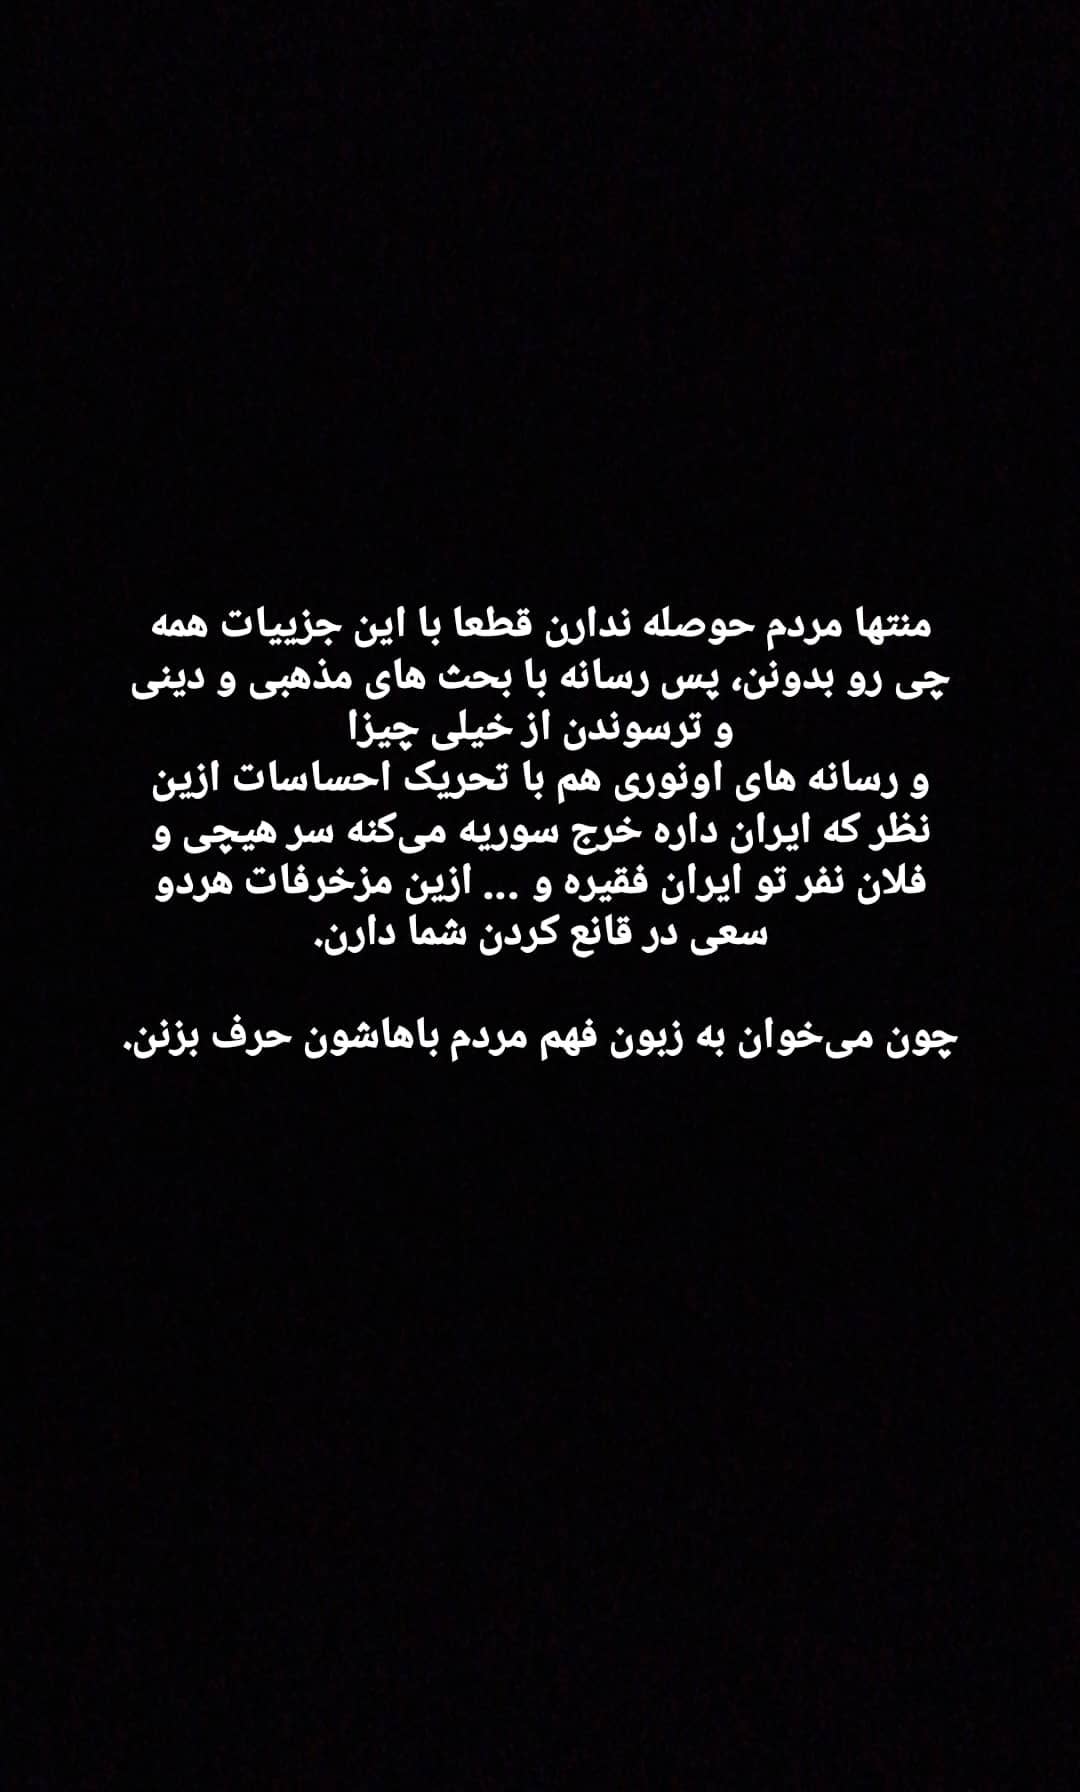 منتها مردم حوصله ندارن قطعا با این جزییات همه
چی رو بدونن، پس رسانه با بحث های مذهبی و دینی
و ترسوندن از خیلی چیزا
و رسانه های اونوری هم با تحریک احساسات ازین
نظر که ایران داره خرج سوریه می‌کنه سر هیچی و
فلان نفر تو ایران فقیره و ... ازین مزخرفات هردو
سعی در قانع کردن شما دارن.
چون می‌خوان به زبون فهم مردم باهاشون حرف بزنن.